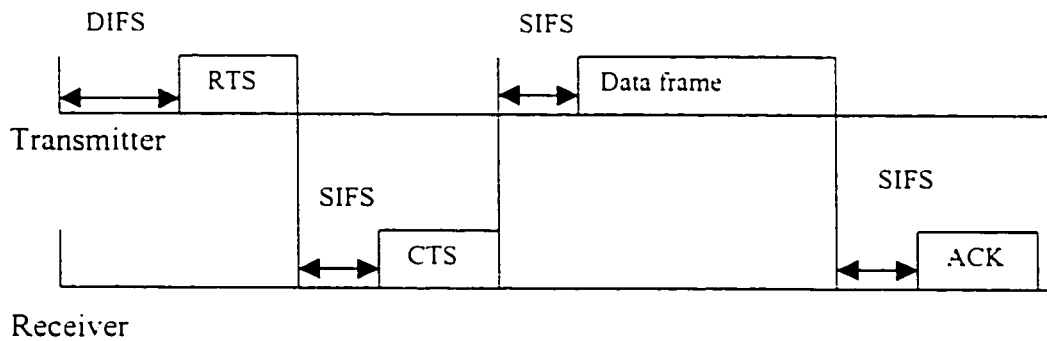 DIFS
SIFS
RTS
Data frame
Transmitter
SIFS
SIFS
CTS
ACK
Receiver